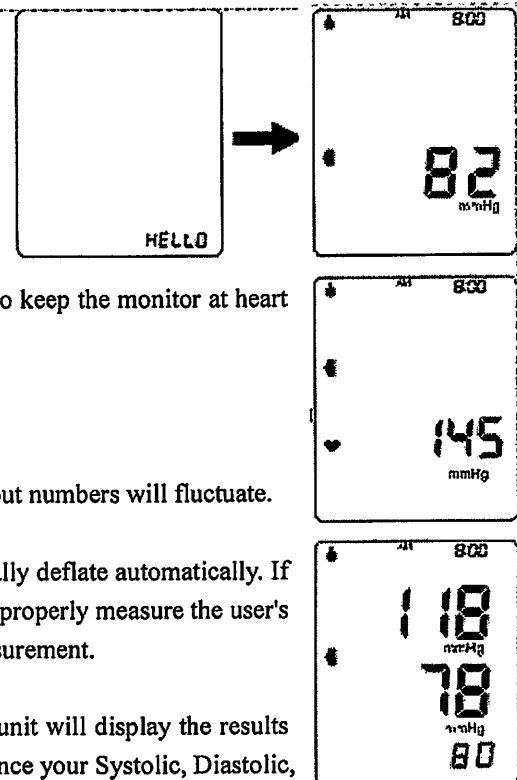 AM 8:00
82
mmHg
HELLO
o keep the monitor at heart
AM 8:00
145
mmHg
out numbers will fluctuate.
AM 8:00
ally deflate automatically. If
118
properly measure the user's
mmHg
surement.
78
mmHg
unit will display the results
80
nce your Systolic, Diastolic,